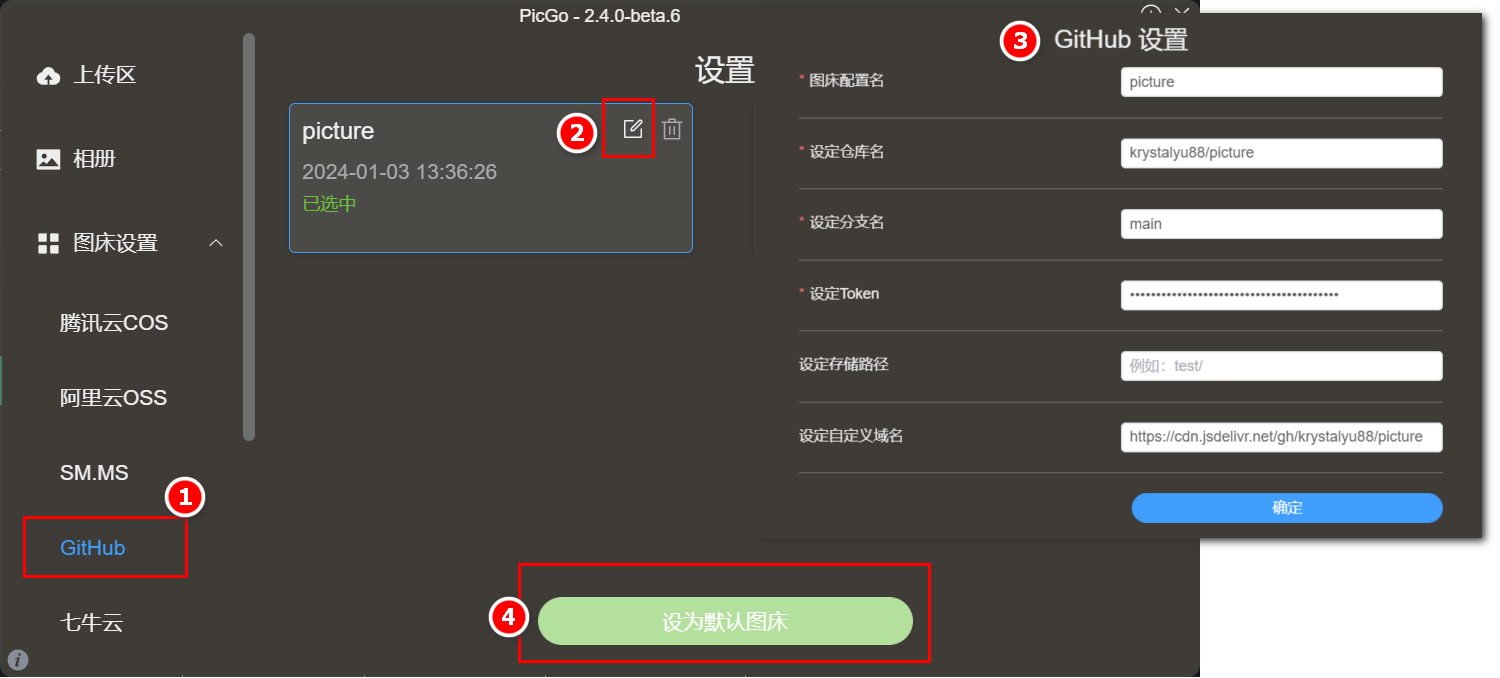 PicGo - 2.4.0-beta.6
上传区
相册
图床设置
腾讯云COS
阿里云OSS
SM.MS
1
GitHub
七牛云
设置
picture
2
2024-01-03 13:36:26
已选中
3 GitHub 设置
* 图床配置名 picture
* 设定仓库名 krystalyu88/picture
* 设定分支名 main
* 设定Token ••••••••••••••••••••••••••••••••••••••••
设定存储路径 例如：test/
设定自定义域名 https://cdn.jsdelivr.net/gh/krystalyu88/picture
确定
4 设为默认图床